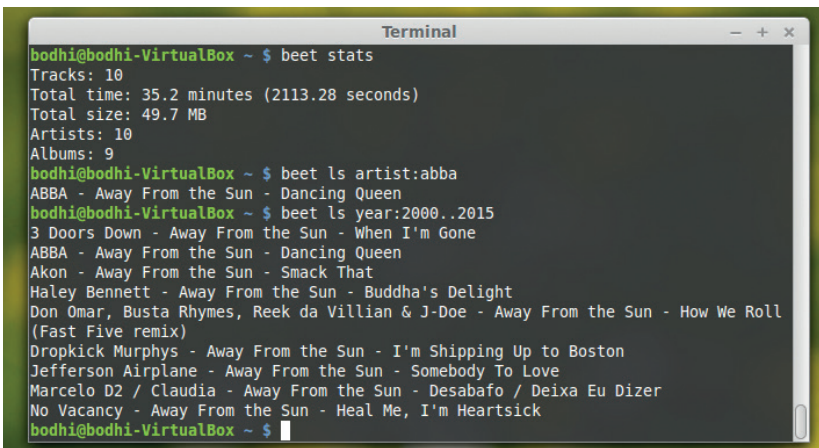 Terminal
bodhi@bodhi-VirtualBox ~ $ beet stats
Tracks: 10
Total time: 35.2 minutes (2113.28 seconds)
Total size: 49.7 MB
Artists: 10
Albums: 9
bodhi@bodhi-VirtualBox ~ $ beet ls artist:abba
ABBA - Away From the Sun - Dancing Queen
bodhi@bodhi-VirtualBox ~ $ beet ls year:2000..2015
3 Doors Down - Away From the Sun - When I'm Gone
ABBA - Away From the Sun - Dancing Queen
Akon - Away From the Sun - Smack That
Haley Bennett - Away From the Sun - Buddha's Delight
Don Omar, Busta Rhymes, Reek da Villian & J-Doe - Away From the Sun - How We Roll
(Fast Five remix)
Dropkick Murphys - Away From the Sun - I'm Shipping Up to Boston
Jefferson Airplane - Away From the Sun - Somebody To Love
Marcelo D2 / Claudia - Away From the Sun - Desabafo / Deixa Eu Dizer
No Vacancy - Away From the Sun - Heal Me, I'm Heartsick
bodhi@bodhi-VirtualBox ~ $